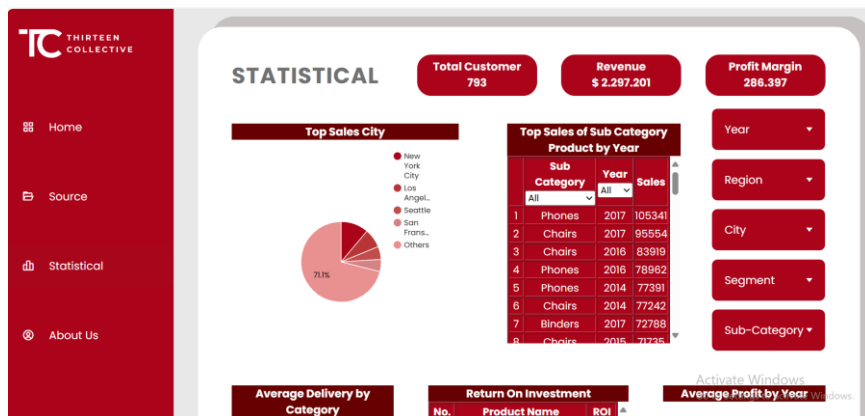 TC THIRTEEN
COLLECTIVE
Home
Source
Statistical
About Us
STATISTICAL
Total Customer
793
Revenue
$ 2.297.201
Profit Margin
286.397
Top Sales City
New
York
City
Los
Angel...
Seattle
San
Frans...
Others
71.1%
Top Sales of Sub Category
Product by Year
Sub
Category Year Sales
All All
1 Phones 2017 105341
2 Chairs 2017 95554
3 Chairs 2016 83919
4 Phones 2016 78962
5 Phones 2014 77391
6 Chairs 2014 77242
7 Binders 2017 72788
8 Chairs 2015 71735
Year
Region
City
Segment
Sub-Category
Activate Windows
Windows.
Average Delivery by
Category
Return On Investment
No. Product Name ROI
Average Profit by Year